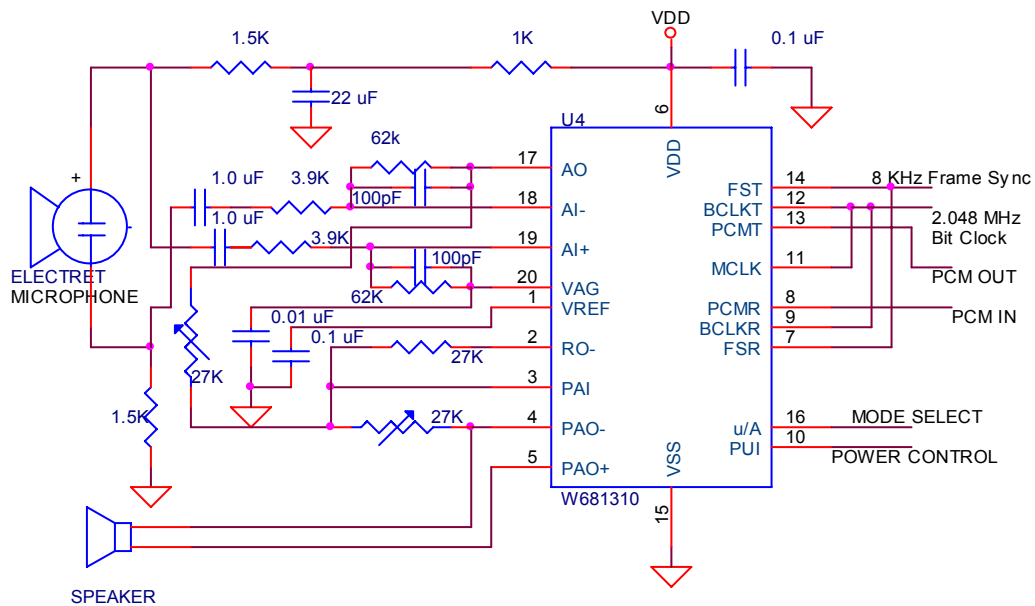 VDD
1.5K
1K
0.1 uF
22 uF
6
U4
62k
17
AO
VDD
+
1.0 uF
3.9K
100pF
18
AI-
FST
14
8 KHz Frame Sync
1.0 uF
BCLKT
12
PCMT
13
2.048 MHz
Bit Clock
-
3.9K
19
AI+
100pF
MCLK
11
PCM OUT
ELECTRET
MICROPHONE
62K
20
VAG
1
VREF
PCMR
8
PCM IN
0.01 uF
0.1 uF
BCLKR
9
2
RO-
FSR
7
27K
27K
3
PAI
1.5K
27K
4
PAO-
u/A
16
MODE SELECT
PUI
10
POWER CONTROL
5
PAO+
VSS
W681310
15
SPEAKER